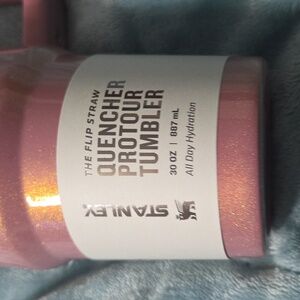 THE FLIP STRAW
QUENCHER
PROTOUR
TUMBLER
30 OZ | 887 mL
All Day Hydration
STANLEY